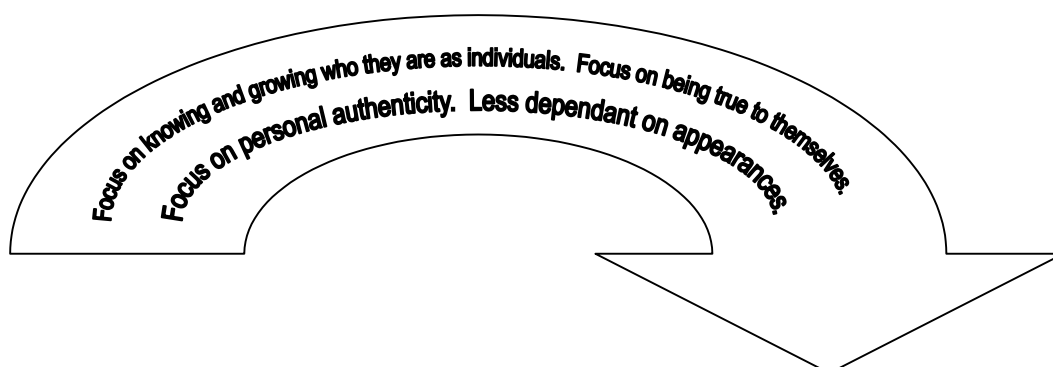 Focus on knowing and growing who they are as individuals.  Focus on being true to themselves.
Focus on personal authenticity.  Less dependant on appearances.